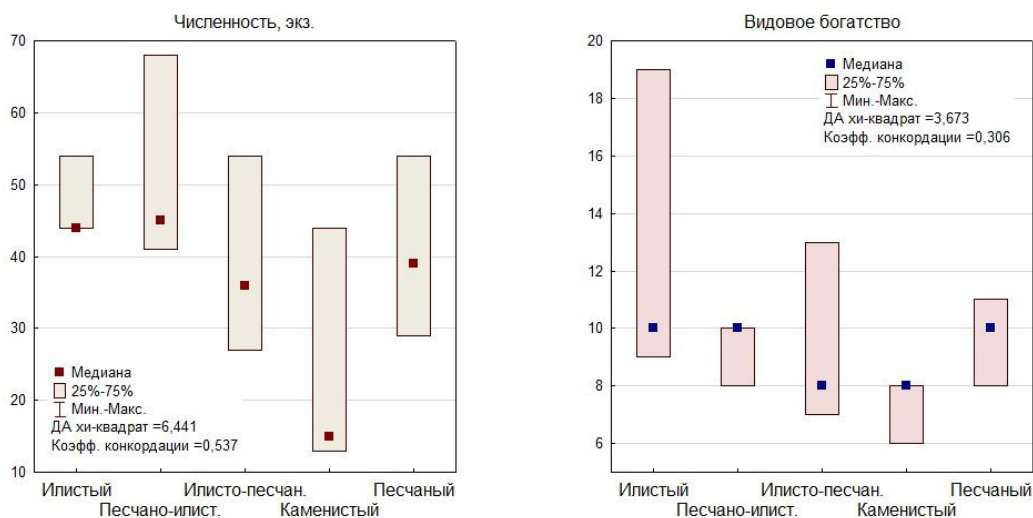 Численность, экз.
70
60
50
40
30
20
10
Медиана
25%-75%
Мин.-Макс.
ДА хи-квадрат =6,441
Коэфф. конкордации =0,537
Илистый Илисто-песчан. Песчаный
Песчано-илист. Каменистый
Видовое богатство
20
18
16
14
12
10
8
6
Медиана
25%-75%
Мин.-Макс.
ДА хи-квадрат =3,673
Коэфф. конкордации =0,306
Илистый Илисто-песчан. Песчаный
Песчано-илист. Каменистый